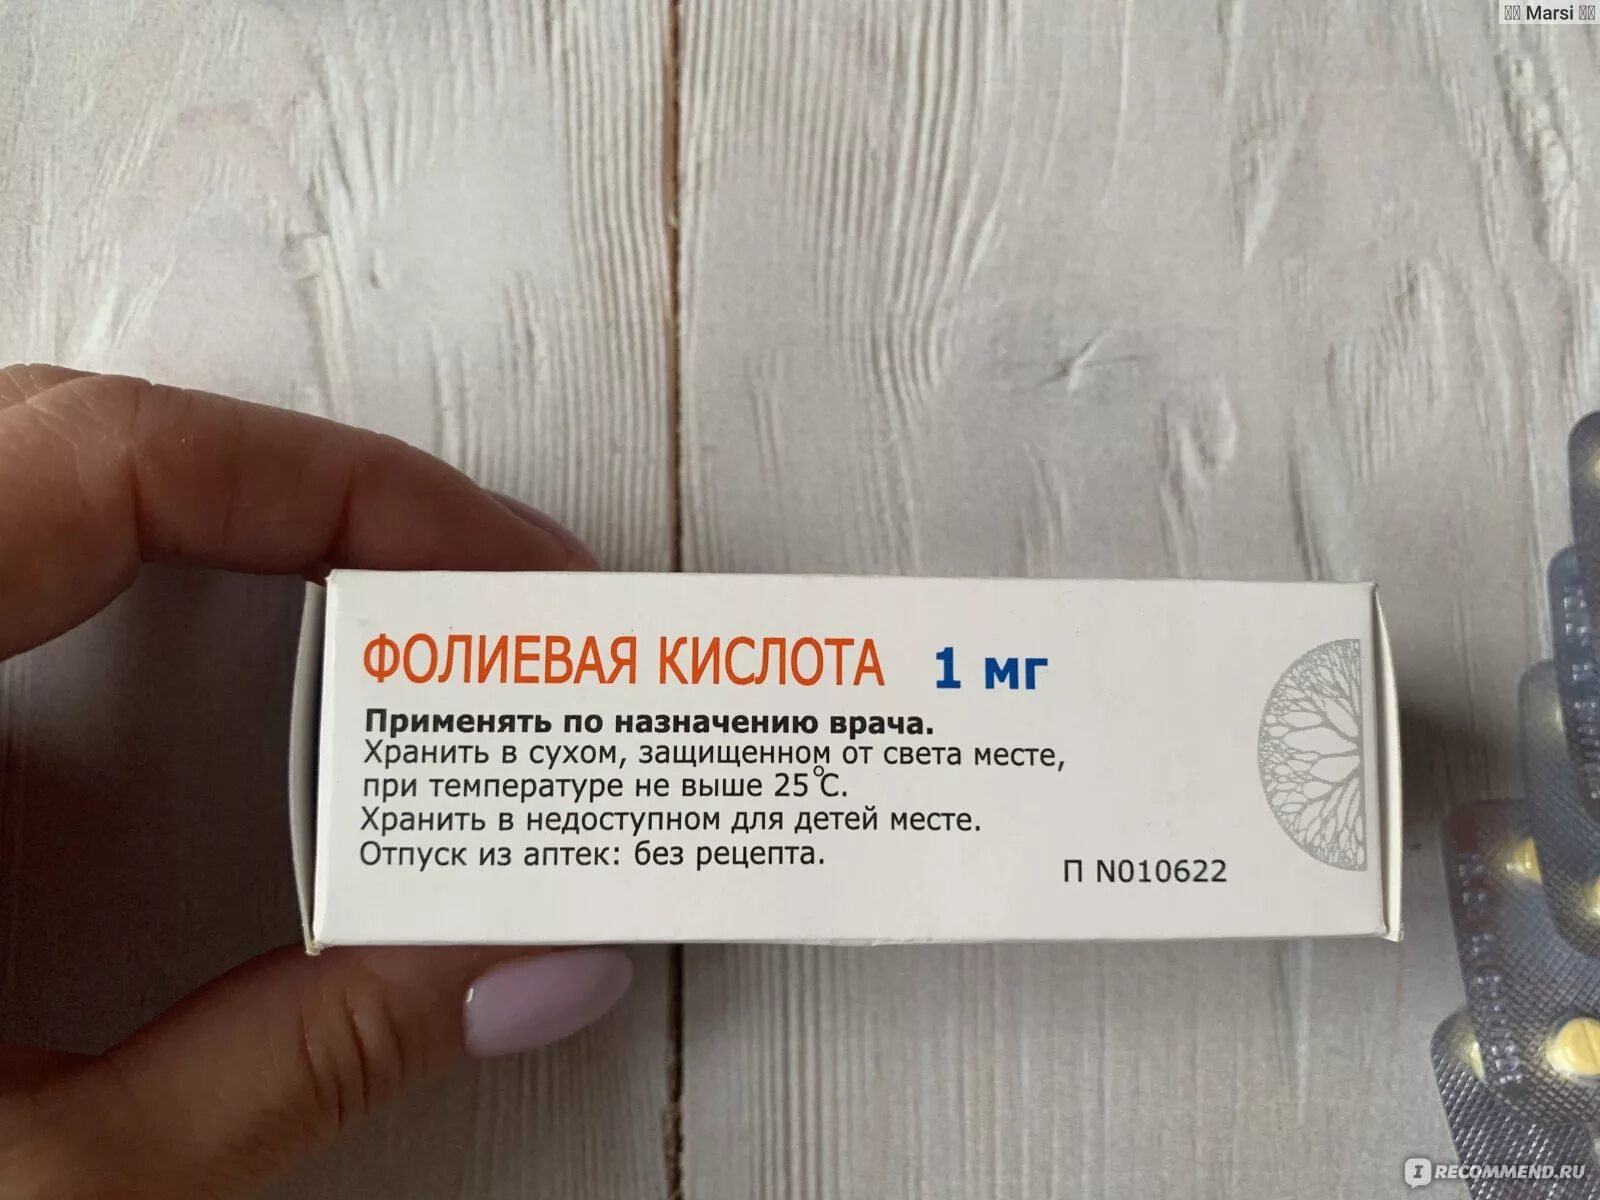 Marsi
ФОЛИЕВАЯ КИСЛОТА 1 мг
Применять по назначению врача.
Хранить в сухом, защищенном от света месте,
при температуре не выше 25°С.
Хранить в недоступном для детей месте.
Отпуск из аптек: без рецепта.
П N010622
IRECOMMEND.RU